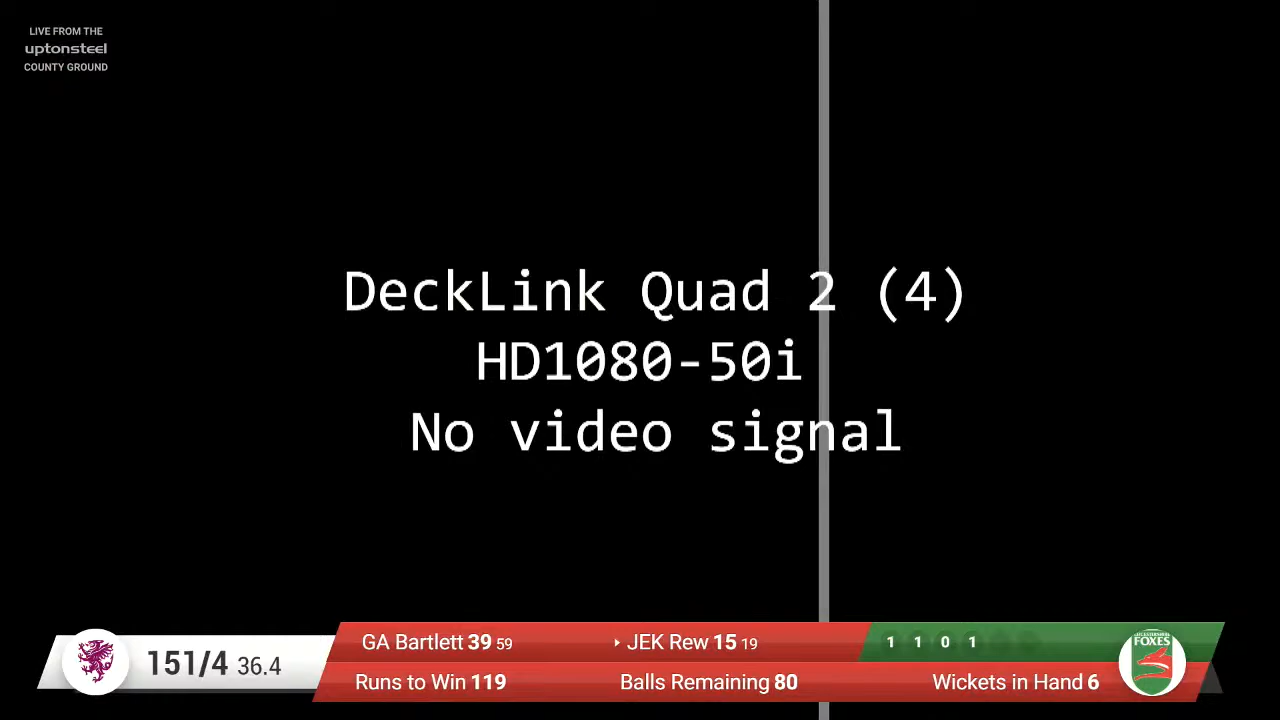 LIVE FROM THE
uptonsteel
COUNTY GROUND
DeckLink Quad 2 (4)
HD1080-50i
No video signal
151/4 36.4
GA Bartlett 39 59
JEK Rew 15 19
1 1 0 1
Runs to Win 119
Balls Remaining 80
Wickets in Hand 6
FOXES